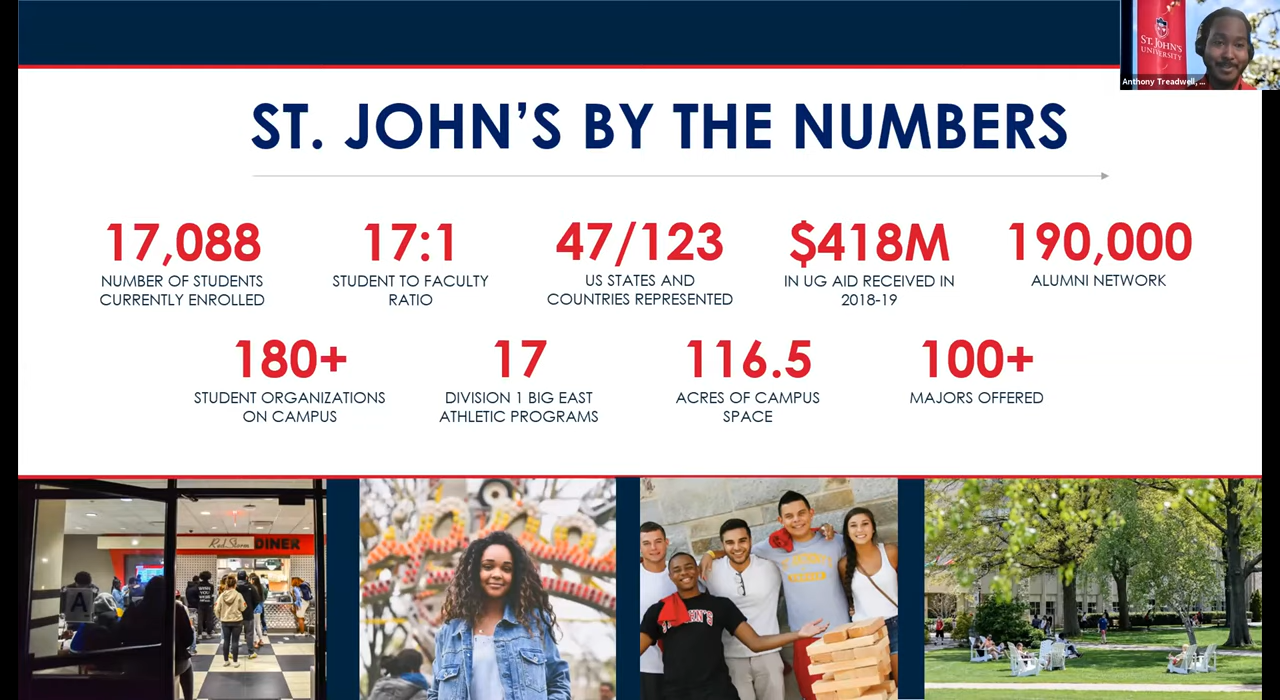 ST. JOHN'S
UNIVERSITY
Anthony Treadwell, ...
ST. JOHN’S BY THE NUMBERS
17,088
NUMBER OF STUDENTS
CURRENTLY ENROLLED
17:1
STUDENT TO FACULTY
RATIO
47/123
US STATES AND
COUNTRIES REPRESENTED
$418M
IN UG AID RECEIVED IN
2018-19
190,000
ALUMNI NETWORK
180+
STUDENT ORGANIZATIONS
ON CAMPUS
17
DIVISION 1 BIG EAST
ATHLETIC PROGRAMS
116.5
ACRES OF CAMPUS
SPACE
100+
MAJORS OFFERED
Red Storm DINER
A